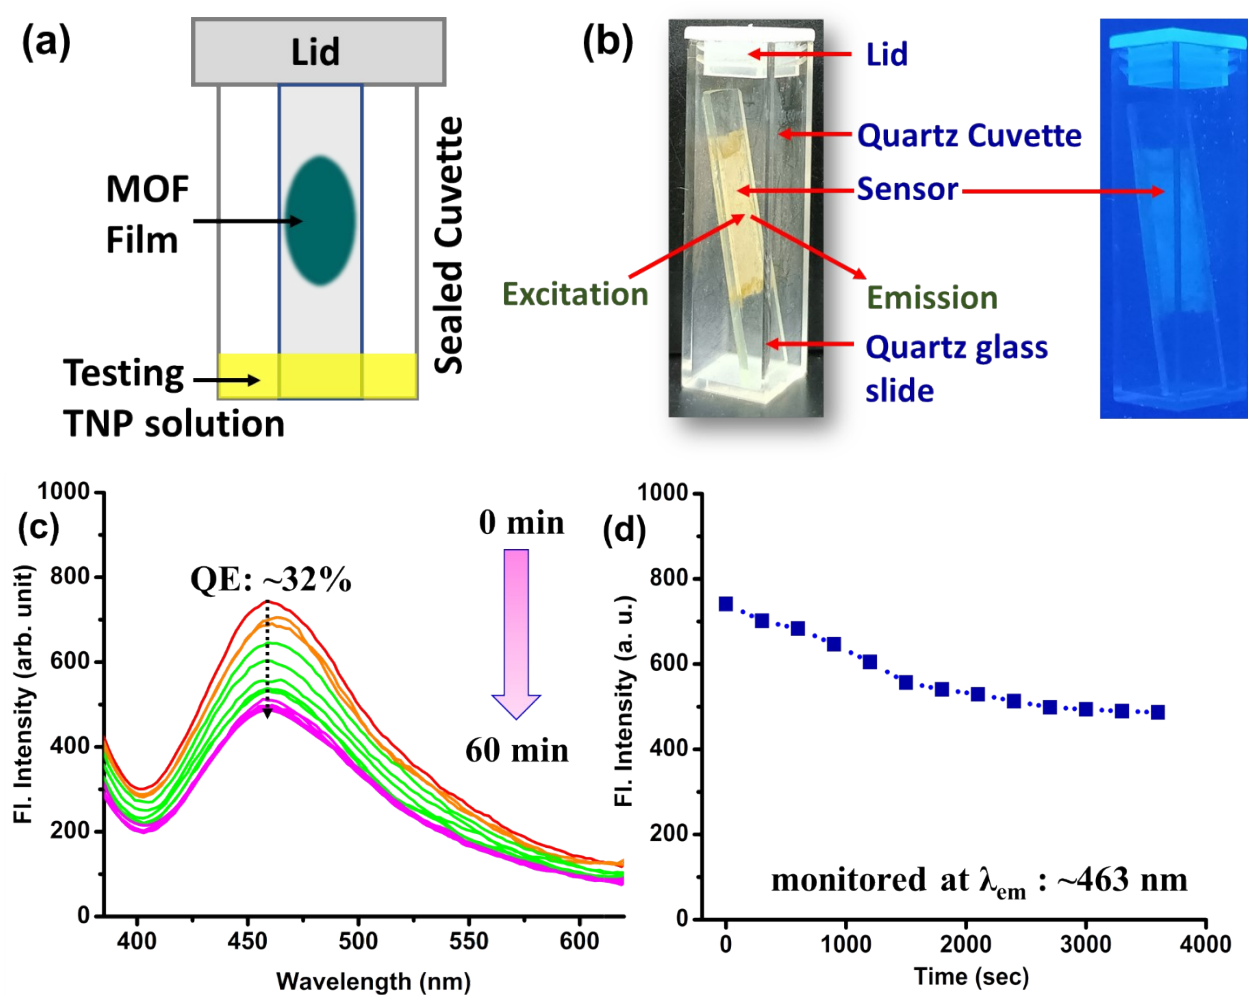 (a)
Lid
MOF
Film
Sealed Cuvette
Testing
TNP solution
(b)
Lid
Quartz Cuvette
Sensor
Excitation
Emission
Quartz glass
slide
(c)
1000
800
600
400
200
0
Fl. Intensity (arb. unit)
QE: ~32%
0 min
60 min
400
450
500
550
600
Wavelength (nm)
(d)
1000
800
600
400
200
0
Fl. Intensity (a. u.)
monitored at λem : ~463 nm
0
1000
2000
3000
4000
Time (sec)